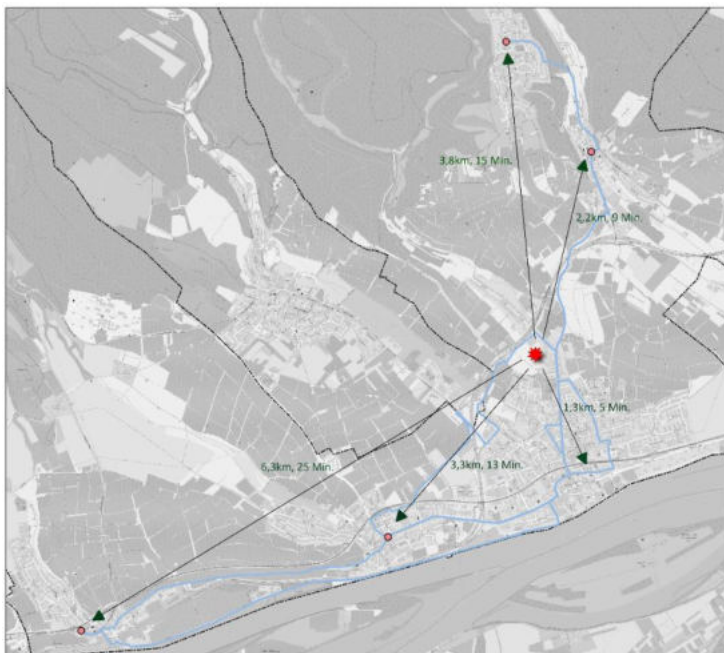 3,8km, 15 Min.
2,2km, 9 Min.
1,3km, 5 Min.
6,3km, 25 Min.
3,3km, 13 Min.